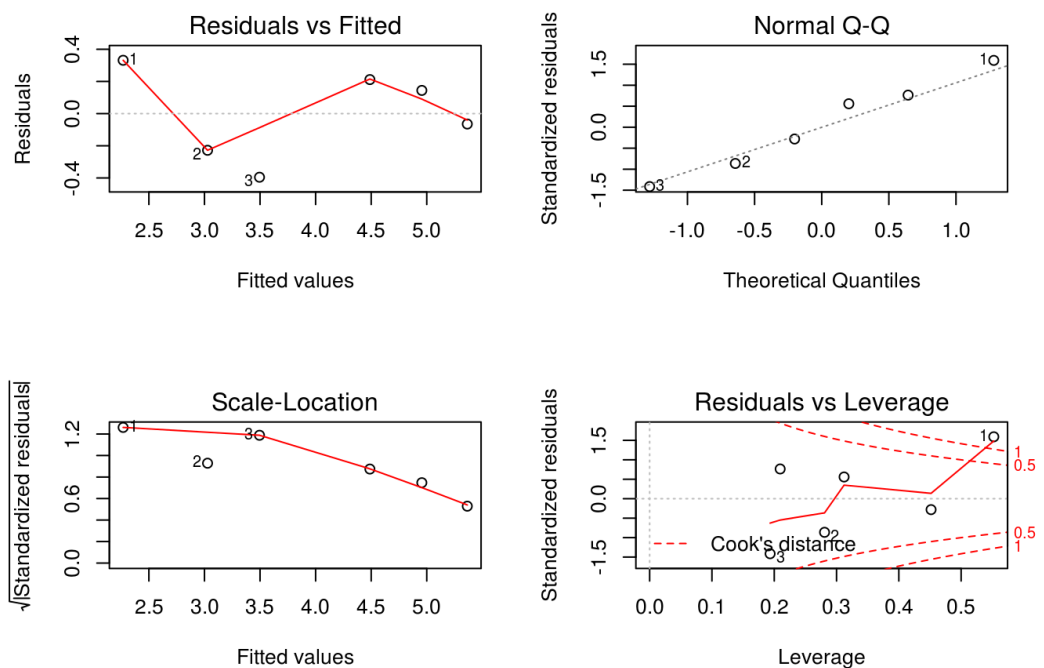 Residuals vs Fitted
Residuals
0.4
0.0
-0.4
1
2
3
2.5 3.0 3.5 4.0 4.5 5.0
Fitted values
Normal Q-Q
Standardized residuals
1.5
0.0
-1.5
1
2
3
-1.0 -0.5 0.0 0.5 1.0
Theoretical Quantiles
Scale-Location
√|Standardized residuals|
1.2
0.6
0.0
1
3
2
2.5 3.0 3.5 4.0 4.5 5.0
Fitted values
Residuals vs Leverage
Standardized residuals
1.5
0.0
-1.5
1
1
0.5
0.5
1
2
3
Cook's distance
0.0 0.1 0.2 0.3 0.4 0.5
Leverage